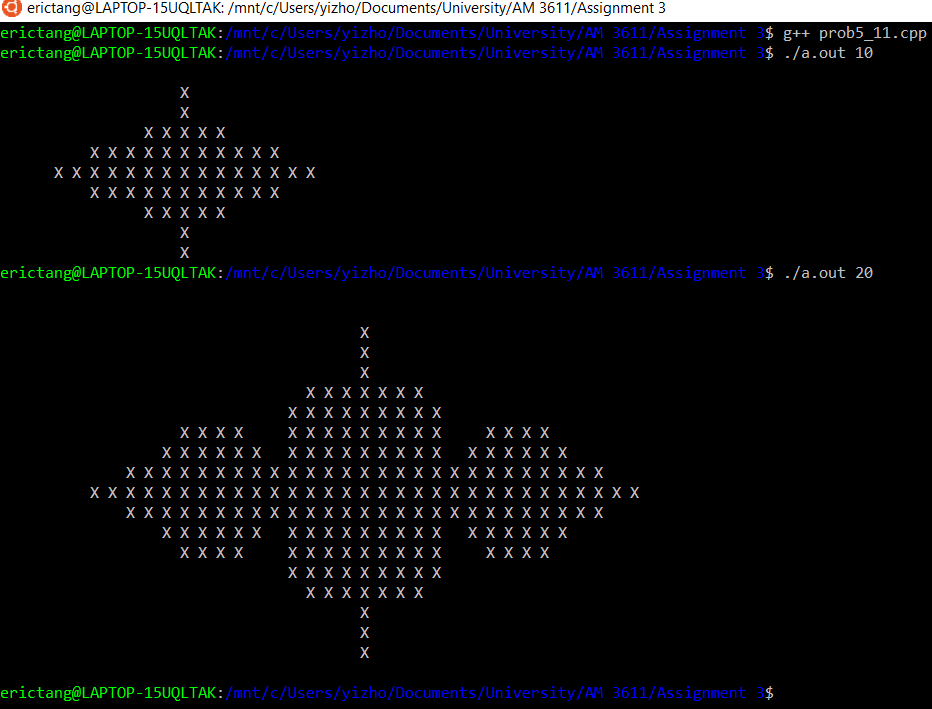 erictang@LAPTOP-15UQLTAK: /mnt/c/Users/yizho/Documents/University/AM 3611/Assignment 3
erictang@LAPTOP-15UQLTAK:/mnt/c/Users/yizho/Documents/University/AM 3611/Assignment 3$ g++ prob5_11.cpp
erictang@LAPTOP-15UQLTAK:/mnt/c/Users/yizho/Documents/University/AM 3611/Assignment 3$ ./a.out 10
                    X
                    X
                X X X X X
          X X X X X X X X X X X
      X X X X X X X X X X X X X X X
          X X X X X X X X X X X
                X X X X X
                    X
                    X
erictang@LAPTOP-15UQLTAK:/mnt/c/Users/yizho/Documents/University/AM 3611/Assignment 3$ ./a.out 20
                                        X
                                        X
                                        X
                                  X X X X X X X
                                X X X X X X X X X
                    X X X X     X X X X X X X X X     X X X X
                  X X X X X X   X X X X X X X X X   X X X X X X
              X X X X X X X X X X X X X X X X X X X X X X X X X X X
          X X X X X X X X X X X X X X X X X X X X X X X X X X X X X X X
              X X X X X X X X X X X X X X X X X X X X X X X X X X X
                  X X X X X X   X X X X X X X X X   X X X X X X
                    X X X X     X X X X X X X X X     X X X X
                                X X X X X X X X X
                                  X X X X X X X
                                        X
                                        X
                                        X
erictang@LAPTOP-15UQLTAK:/mnt/c/Users/yizho/Documents/University/AM 3611/Assignment 3$